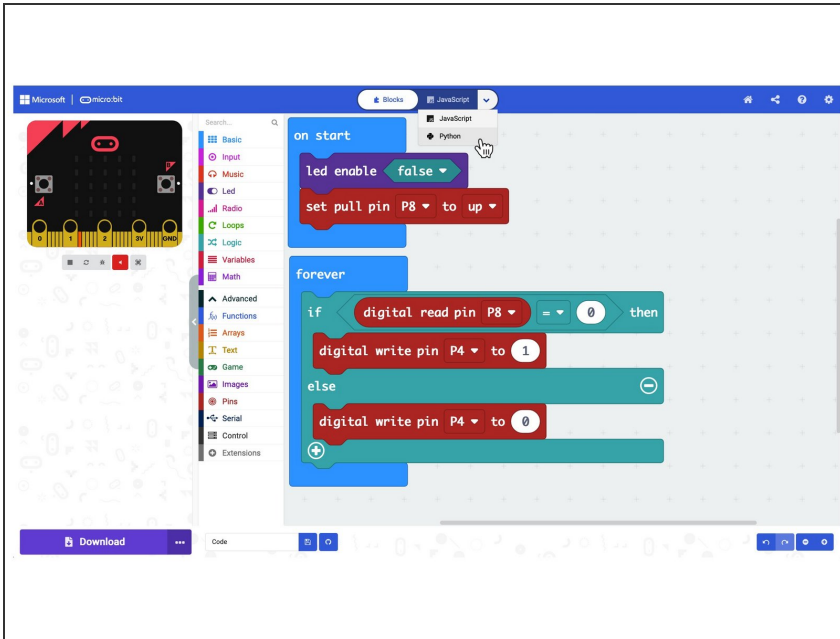 Microsoft | micro:bit
Blocks
JavaScript
JavaScript
Python
0
1
2
3V
GND
Search...
Basic
Input
Music
Led
Radio
Loops
Logic
Variables
Math
Advanced
Functions
Arrays
Text
Game
Images
Pins
Serial
Control
Extensions
on start
led enable false
set pull pin P8 to up
forever
if digital read pin P8 = 0 then
digital write pin P4 to 1
else
digital write pin P4 to 0
Download
Code